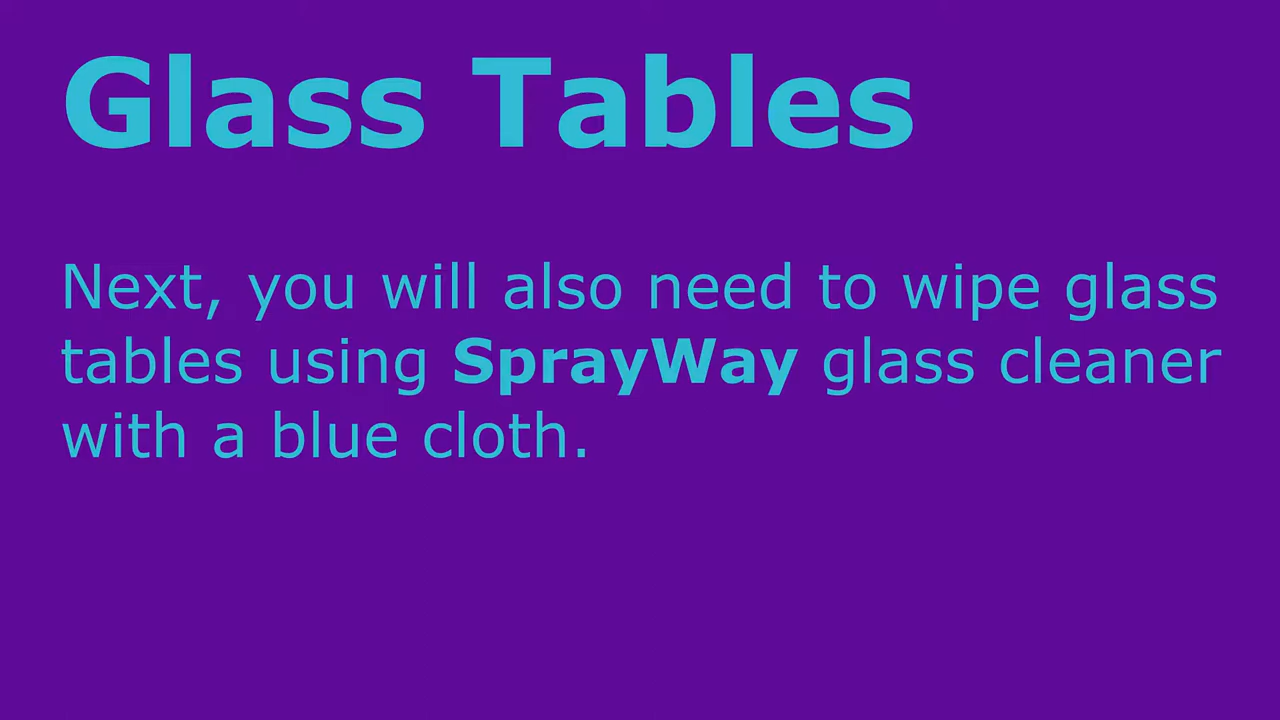 Glass Tables
Next, you will also need to wipe glass
tables using SprayWay glass cleaner
with a blue cloth.